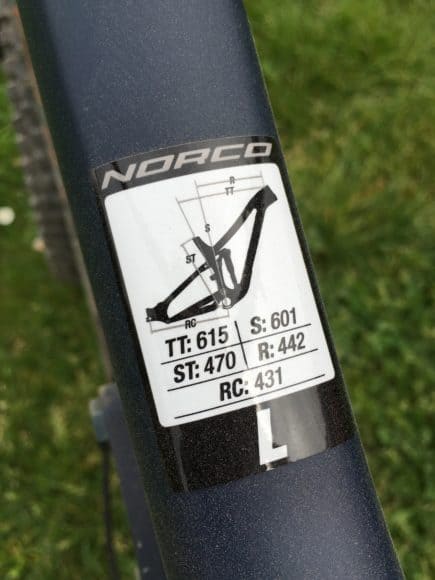 NORCO
R
TT
S
ST
RC
TT: 615 S: 601
ST: 470 R: 442
RC: 431
L